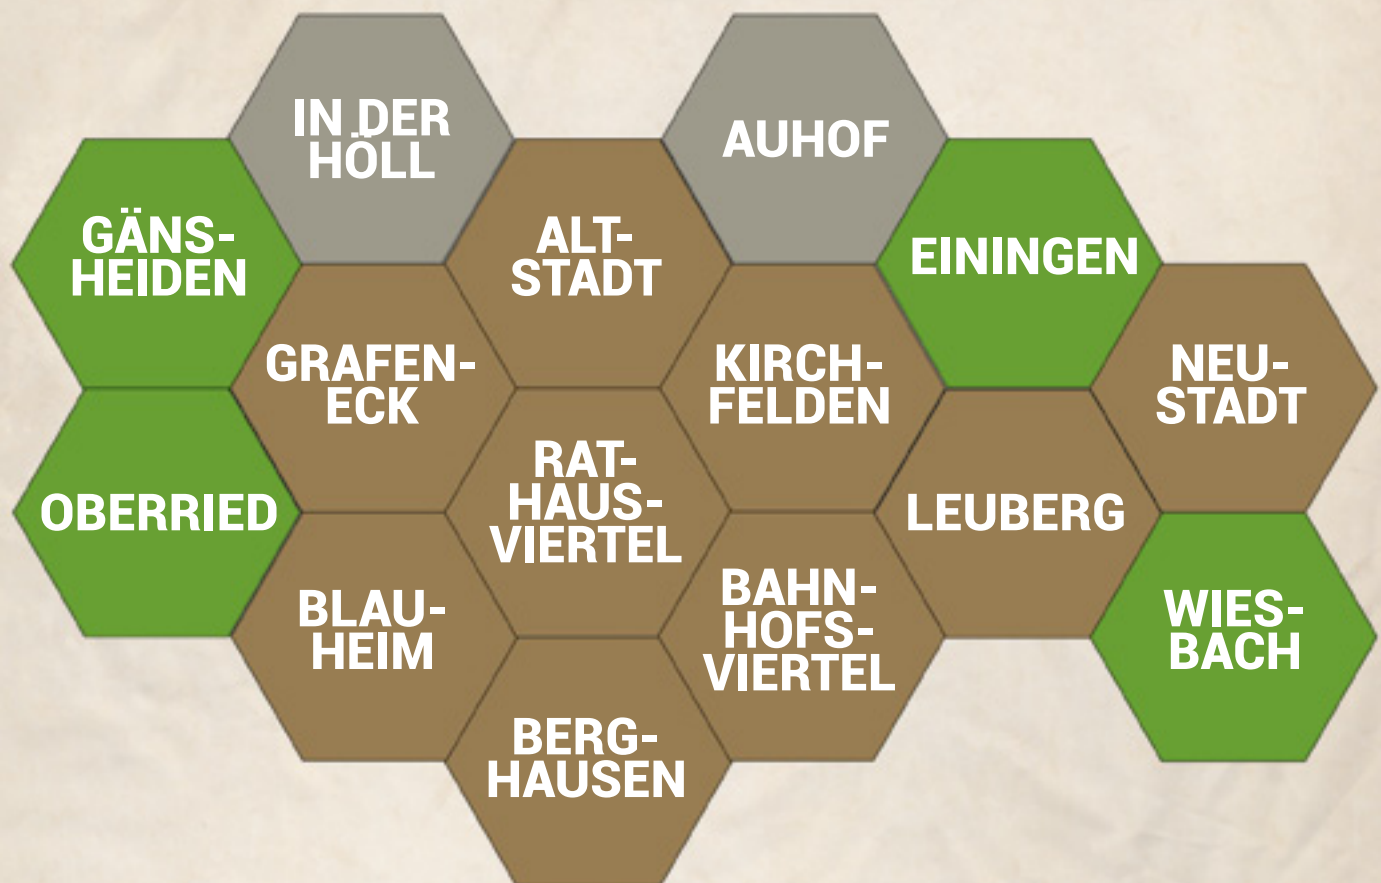 IN DER
HÖLL
AUHOF
GÄNS-
HEIDEN
ALT-
STADT
EININGEN
GRAFEN-
ECK
KIRCH-
FELDEN
NEU-
STADT
OBERRIED
RAT-
HAUS-
VIERTEL
LEUBERG
BLAU-
HEIM
BAHN-
HOFS-
VIERTEL
WIES-
BACH
BERG-
HAUSEN